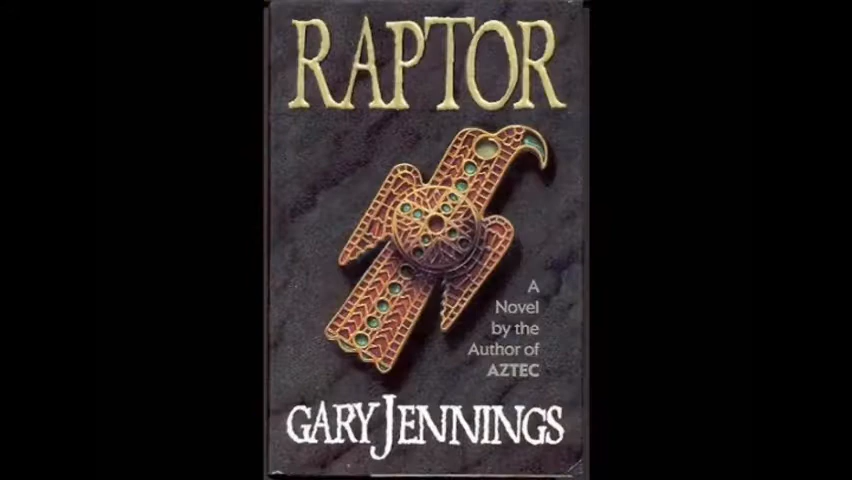 RAPTOR
A
Novel
by the
Author of
AZTEC
GARY JENNINGS